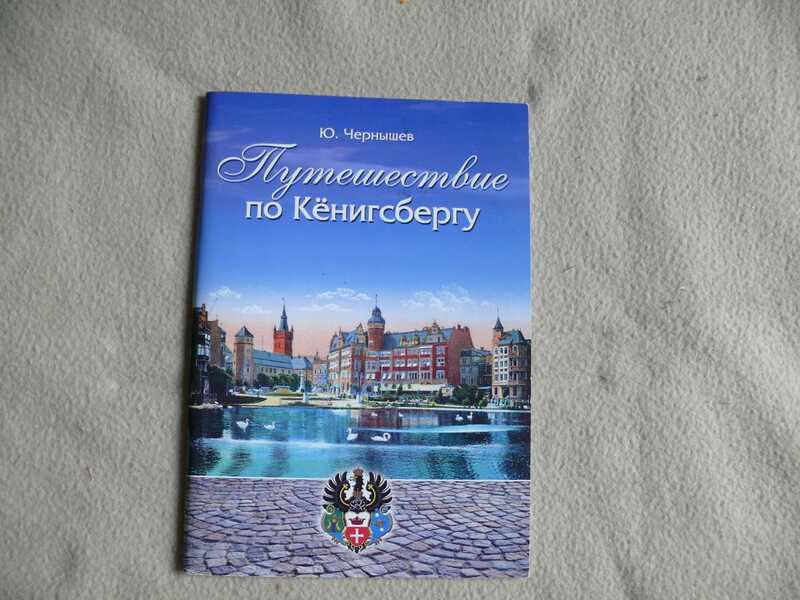 Ю. Чернышев
Путешествие
по Кёнигсбергу